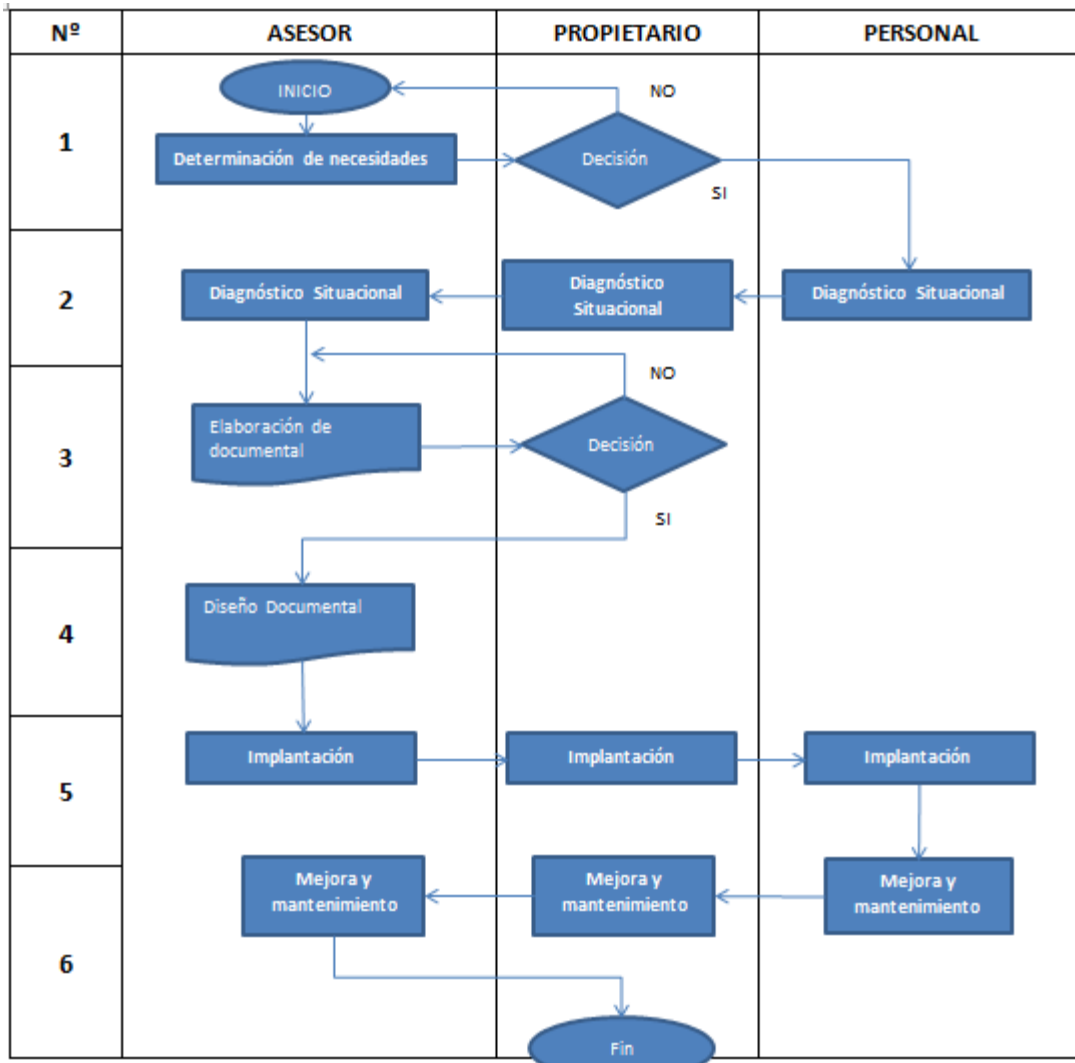 Nº ASESOR PROPIETARIO PERSONAL
INICIO
NO
1
Determinación de necesidades
Decisión
SI
2
Diagnóstico Situacional
Diagnóstico
Situacional
Diagnóstico Situacional
NO
3
Elaboración de
documental
Decisión
SI
4
Diseño Documental
5
Implantación
Implantación
Implantación
6
Mejora y
mantenimiento
Mejora y
mantenimiento
Mejora y
mantenimiento
Fin